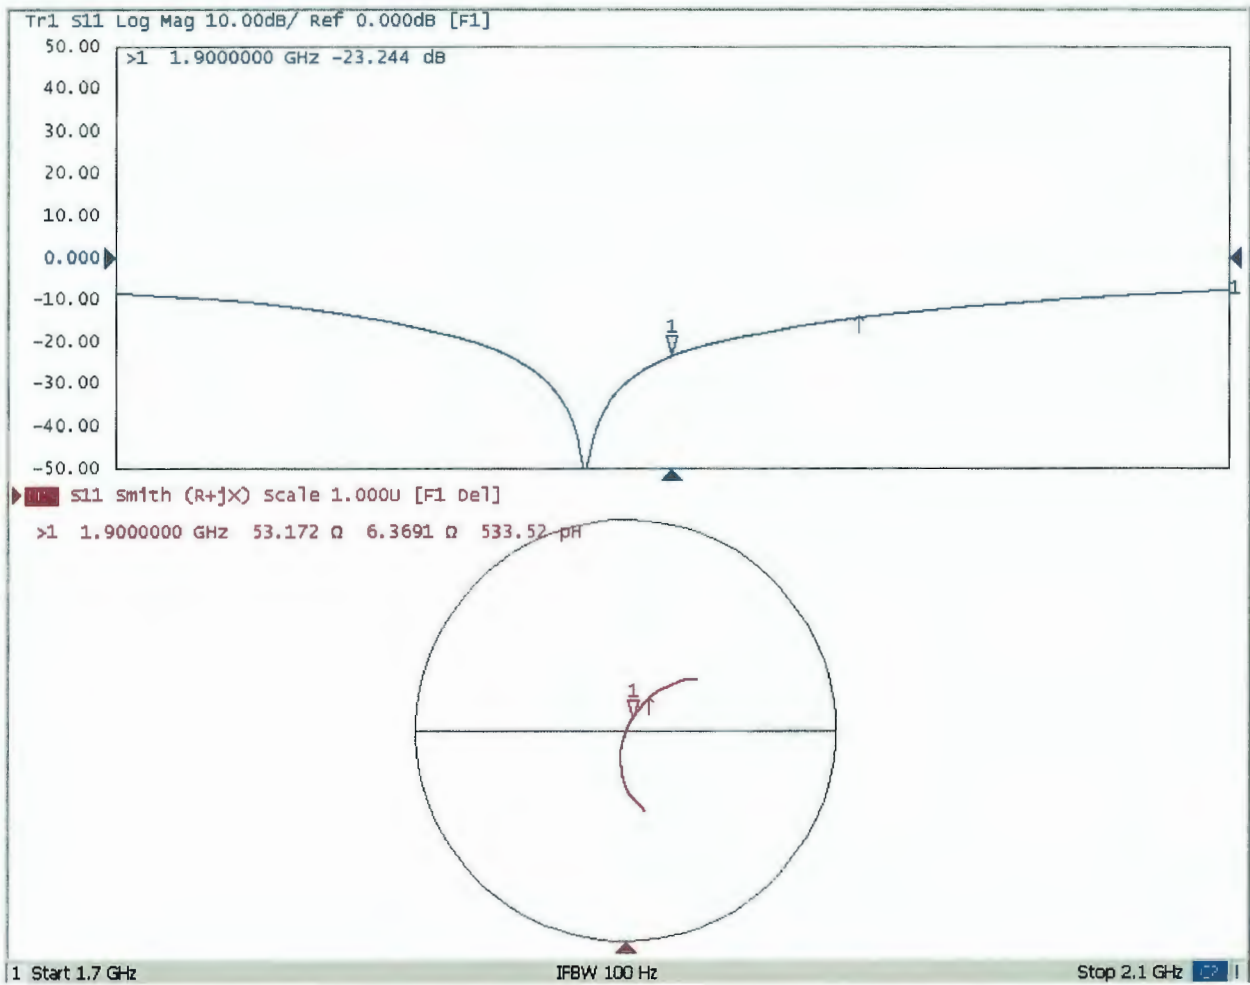 Tr1 S11 Log Mag 10.00dB/ Ref 0.000dB [F1]
50.00
>1 1.9000000 GHz -23.244 dB
40.00
30.00
20.00
10.00
0.000
1
-10.00
1
-20.00
-30.00
-40.00
-50.00
S11 Smith (R+jX) Scale 1.000U [F1 Del]
>1 1.9000000 GHz 53.172 Ω 6.3691 Ω 533.52 pH
1
1 Start 1.7 GHz IFBW 100 Hz Stop 2.1 GHz